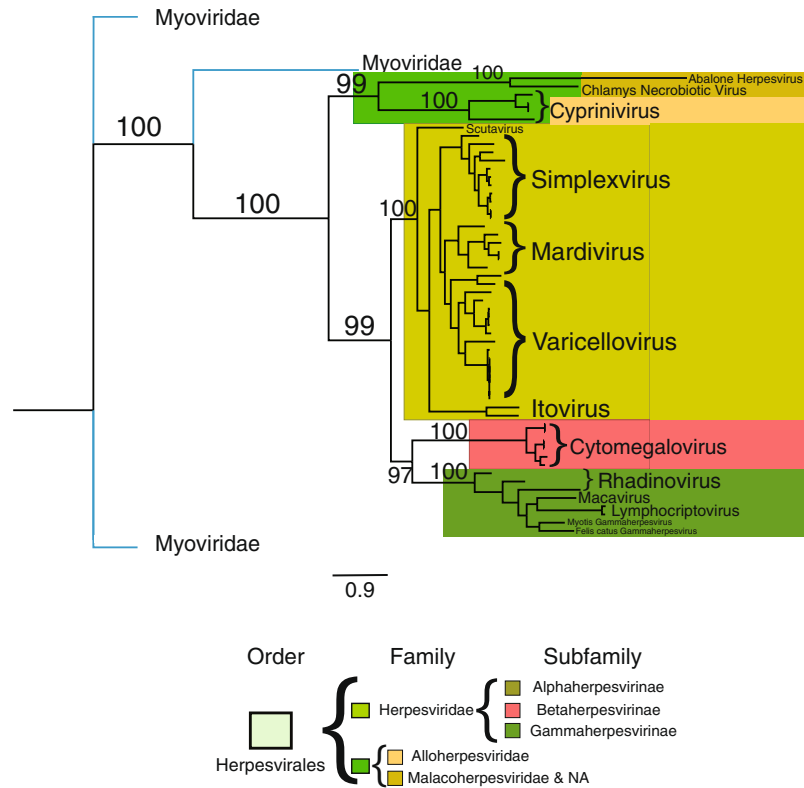 Myoviridae
Myoviridae
100
99
100
Abalone Herpesvirus
Chlamys Necrobiotic Virus
100
Cyprinivirus
100
Scutavirus
Simplexvirus
100
100
Mardivirus
99
Varicellovirus
Itovirus
100
Cytomegalovirus
97
100
Rhadinovirus
Macavirus
Lymphocriptovirus
Myotis Gammaherpesvirus
Felis catus Gammaherpesvirus
Myoviridae
0.9
Order Family Subfamily
Alphaherpesvirinae
Herpesviridae
Betaherpesvirinae
Gammaherpesvirinae
Herpesvirales
Alloherpesviridae
Malacoherpesviridae & NA